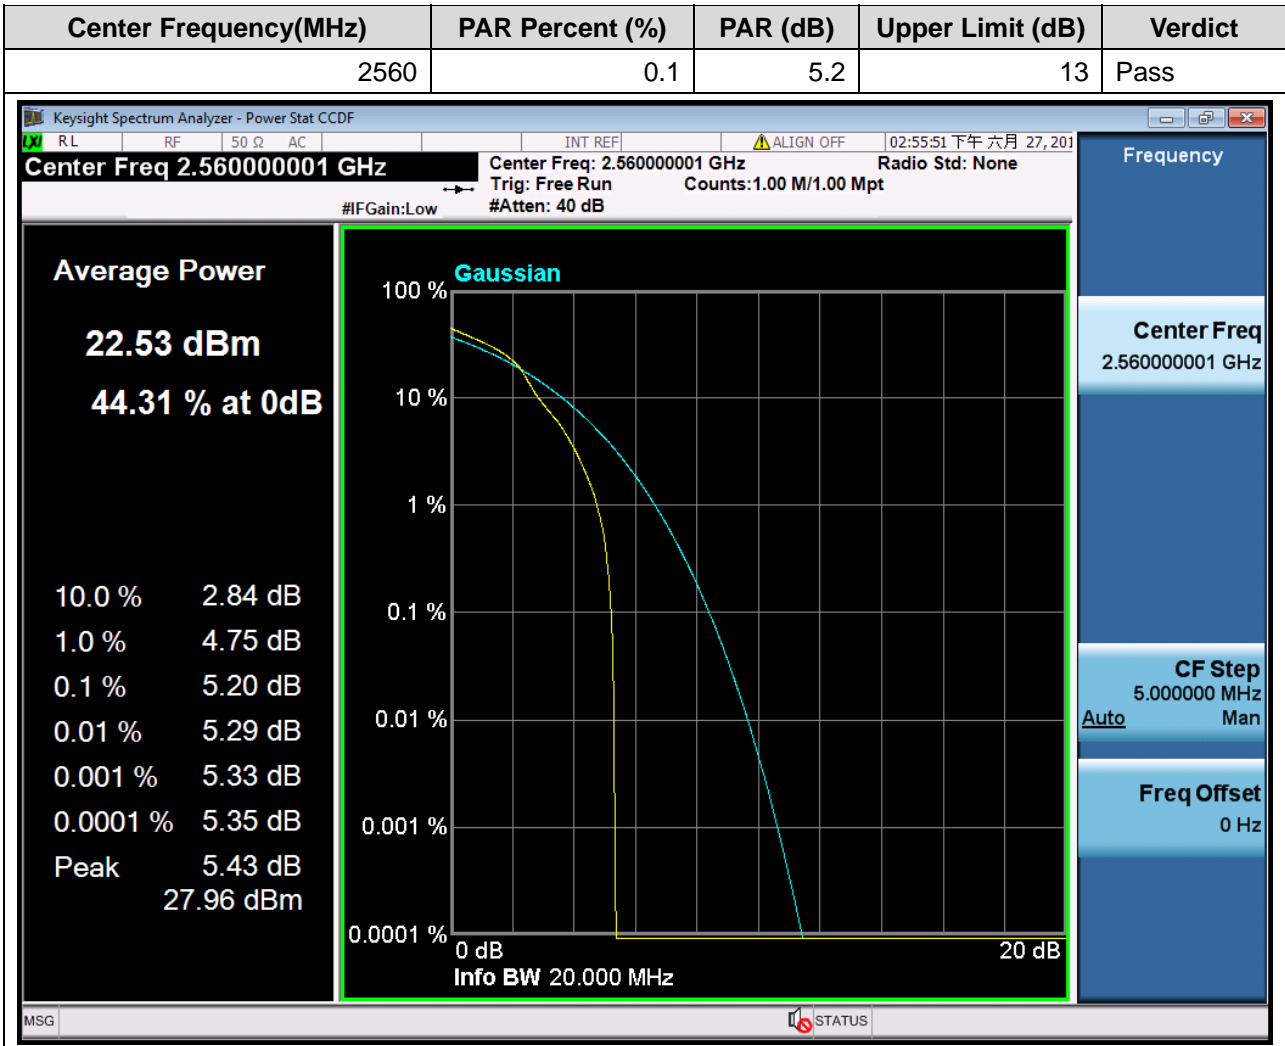 Center Frequency(MHz) PAR Percent (%) PAR (dB) Upper Limit (dB) Verdict
2560 0.1 5.2 13 Pass
Keysight Spectrum Analyzer - Power Stat CCDF
LXI RL RF 50 Ω AC INT REF ALIGN OFF 02:55:51 下午 六月 27, 201
Center Freq 2.560000001 GHz
Center Freq: 2.560000001 GHz Radio Std: None
Trig: Free Run Counts:1.00 M/1.00 Mpt
#IFGain:Low #Atten: 40 dB
Frequency
Average Power
22.53 dBm
44.31 % at 0dB
10.0 % 2.84 dB
1.0 % 4.75 dB
0.1 % 5.20 dB
0.01 % 5.29 dB
0.001 % 5.33 dB
0.0001 % 5.35 dB
Peak 5.43 dB
27.96 dBm
Gaussian
100 %
10 %
1 %
0.1 %
0.01 %
0.001 %
0.0001 %
0 dB 20 dB
Info BW 20.000 MHz
Center Freq
2.560000001 GHz
CF Step
5.000000 MHz
Auto Man
Freq Offset
0 Hz
MSG STATUS